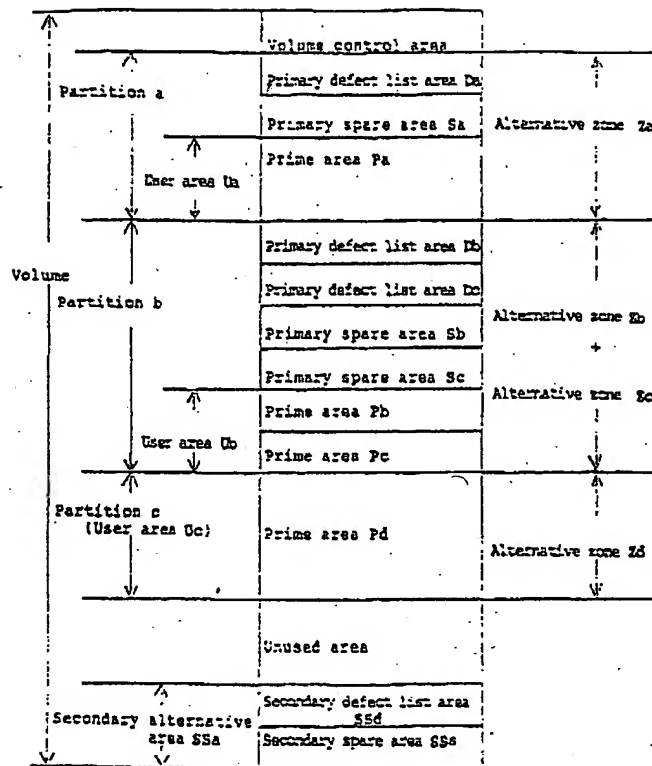 Volume control area
Partition a
Primary defect list area Da
Primary spare area Sa
Alternative zone Za
Prime area Pa
User area Ua
Volume
Partition b
Primary defect list area Db
Primary defect list area Dc
Primary spare area Sb
Alternative zone Zb
+
Primary spare area Sc
Alternative zone Zc
Prime area Pb
User area Ub
Prime area Pc
Partition c
(User area Uc)
Prime area Pd
Alternative zone Zd
Unused area
Secondary alternative
area SSa
Secondary defect list area
SSd
Secondary spare area SSs